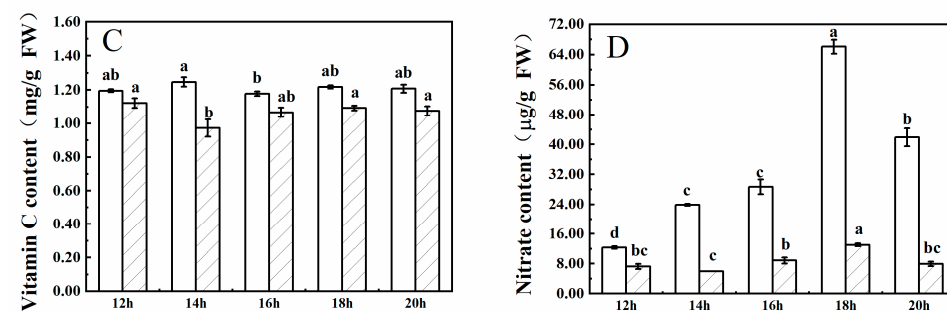 Vitamin C content（mg/g FW）
1.60
1.40
1.20
1.00
0.80
0.60
0.40
0.20
0.00
C
ab
a
a
b
b
ab
ab
a
ab
a
12h
14h
16h
18h
20h
Nitrate content（μg/g FW）
72.00
64.00
56.00
48.00
40.00
32.00
24.00
16.00
8.00
0.00
D
d
bc
c
c
c
b
a
a
b
bc
12h
14h
16h
18h
20h